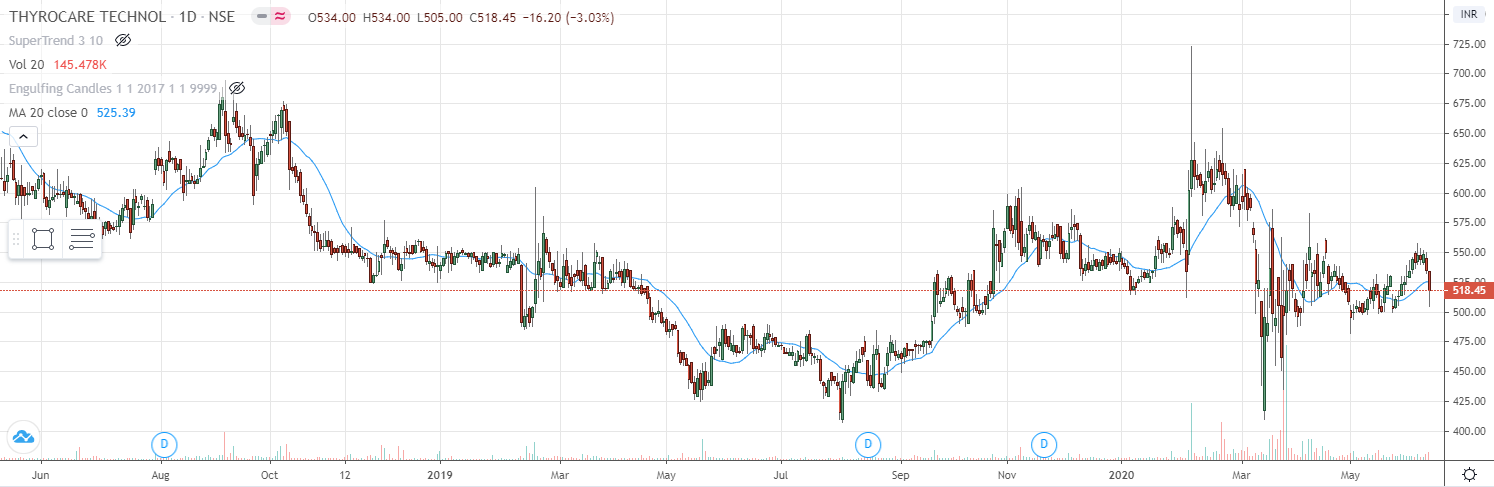 THYROCARE TECHNOL · 1D · NSE O534.00 H534.00 L505.00 C518.45 −16.20 (−3.03%)
INR
SuperTrend 3 10
Vol 20 145.478K
Engulfing Candles 1 1 2017 1 1 9999
MA 20 close 0 525.39
725.00
700.00
675.00
650.00
625.00
600.00
575.00
550.00
525.00
518.45
500.00
475.00
450.00
425.00
400.00
D D D
Jun Aug Oct 12 2019 Mar May Jul Sep Nov 2020 Mar May